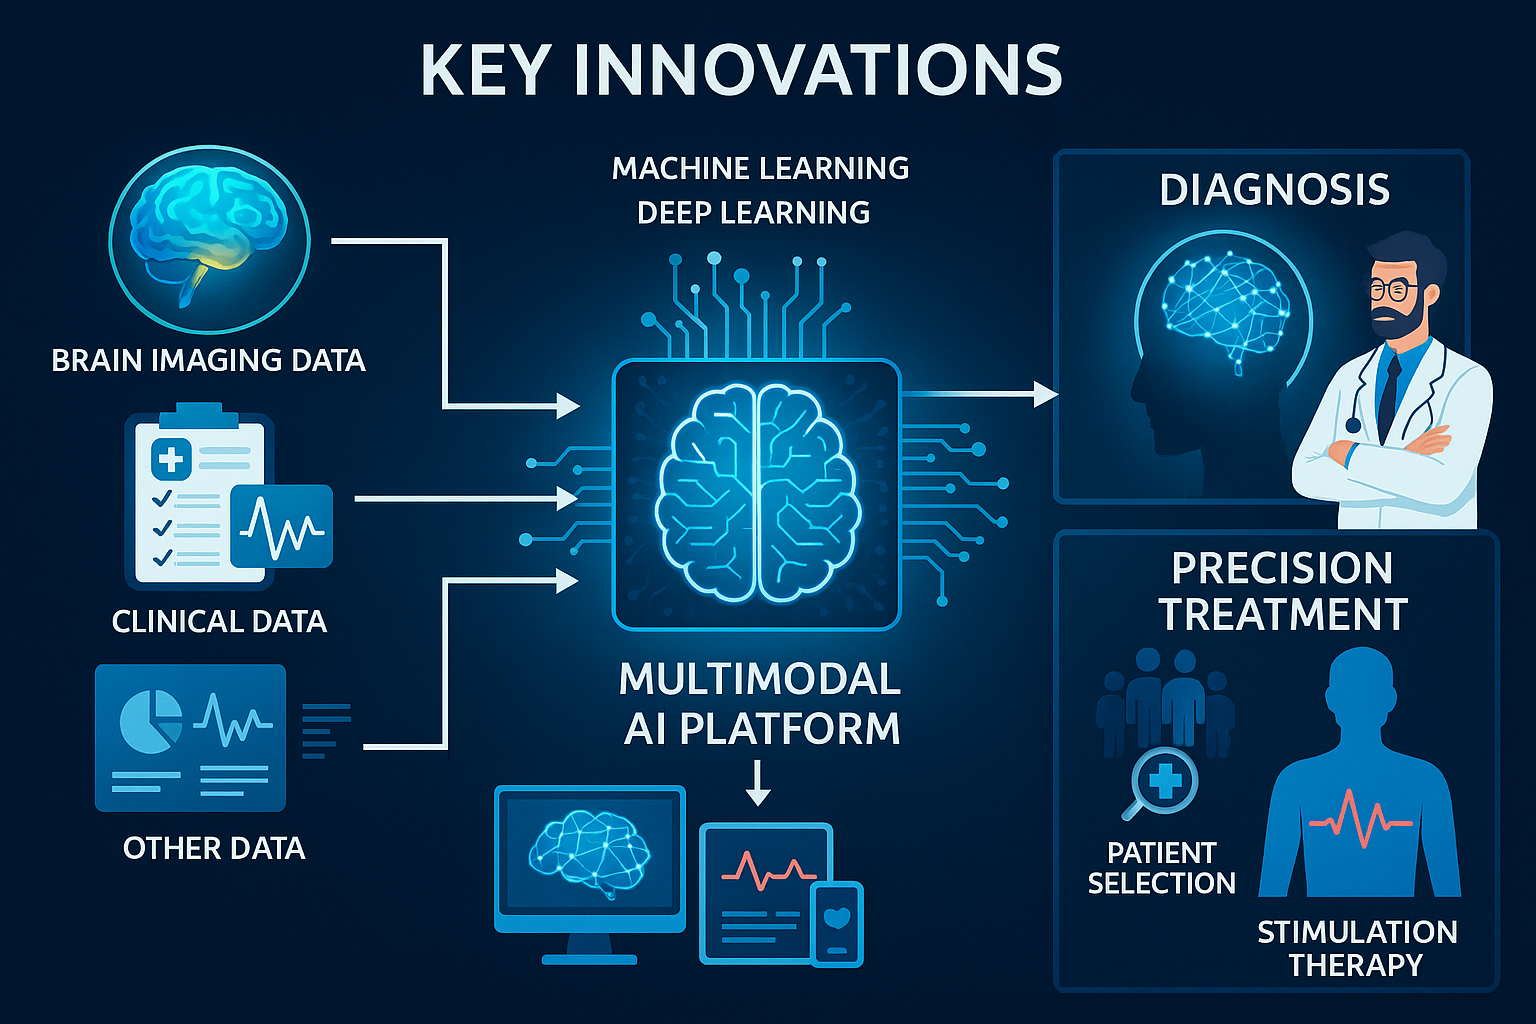 KEY INNOVATIONS
BRAIN IMAGING DATA
CLINICAL DATA
OTHER DATA
MACHINE LEARNING
DEEP LEARNING
MULTIMODAL
AI PLATFORM
DIAGNOSIS
PRECISION
TREATMENT
PATIENT
SELECTION
STIMULATION
THERAPY